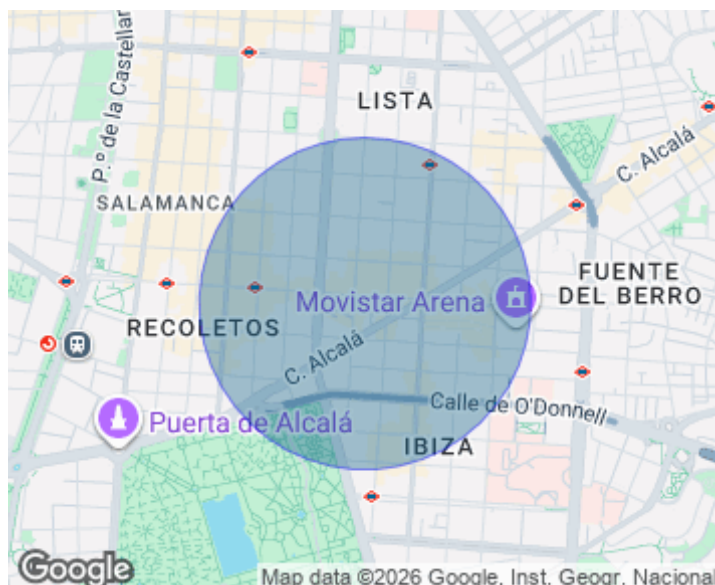 LISTA
P.º de la Castellan
C. Alcalá
SALAMANCA
FUENTE
DEL BERRO
Movistar Arena
RECOLETOS
C. Alcalá
Calle de O'Donnell
Puerta de Alcalá
IBIZA
Google
Map data ©2026 Google, Inst. Geogr. Nacional